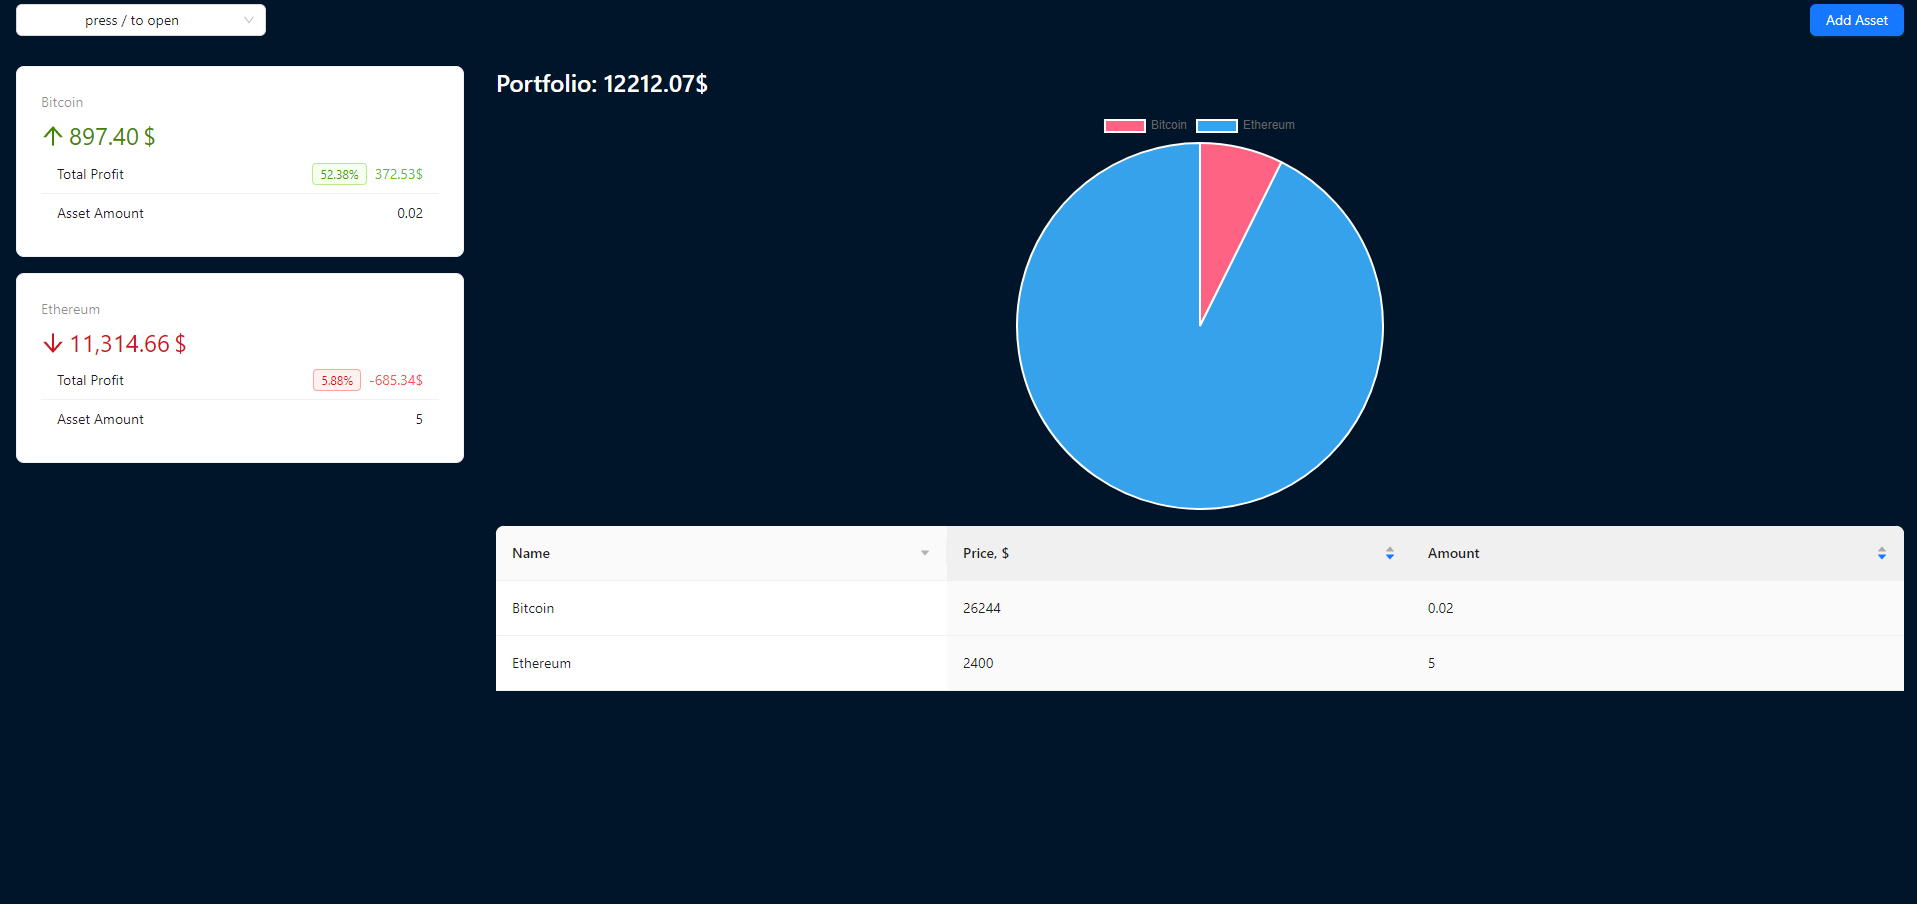 press / to open
Add Asset
Bitcoin
897.40 $
Total Profit 52.38% 372.53$
Asset Amount 0.02
Ethereum
11,314.66 $
Total Profit 5.88% -685.34$
Asset Amount 5
Portfolio: 12212.07$
Bitcoin Ethereum
Name Price, $ Amount
Bitcoin 26244 0.02
Ethereum 2400 5